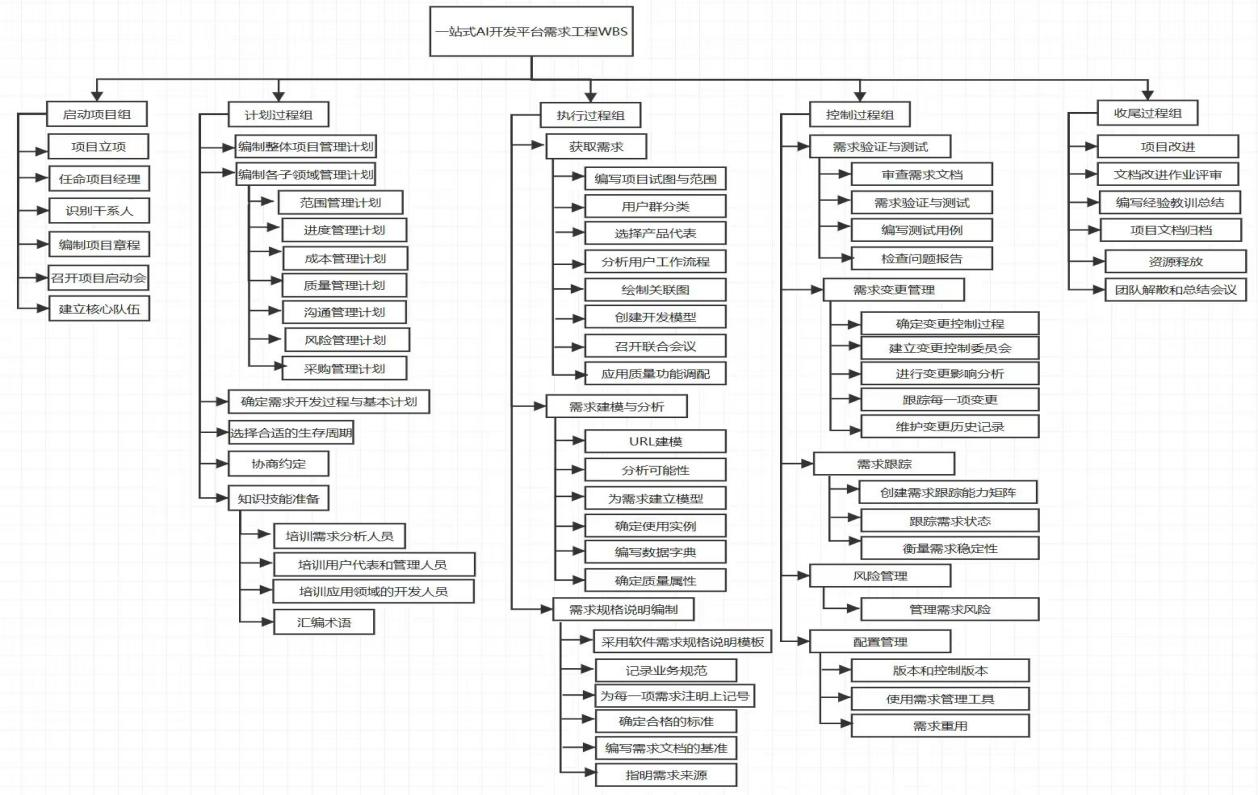 一站式AI开发平台需求工程WBS
启动项目组
项目立项
任命项目经理
识别干系人
编制项目章程
召开项目启动会
建立核心队伍
计划过程组
编制整体项目管理计划
编制各子领域管理计划
范围管理计划
进度管理计划
成本管理计划
质量管理计划
沟通管理计划
风险管理计划
采购管理计划
确定需求开发过程与基本计划
选择合适的生存周期
协商约定
知识技能准备
培训需求分析人员
培训用户代表和管理人员
培训应用领域的开发人员
汇编术语
执行过程组
获取需求
编写项目试图与范围
用户群分类
选择产品代表
分析用户工作流程
绘制关联图
创建开发模型
召开联合会议
应用质量功能调配
需求建模与分析
URL建模
分析可能性
为需求建立模型
确定使用实例
编写数据字典
确定质量属性
需求规格说明编制
采用软件需求规格说明模板
记录业务规范
为每一项需求注明上记号
确定合格的标准
编写需求文档的基准
指明需求来源
控制过程组
需求验证与测试
审查需求文档
需求验证与测试
编写测试用例
检查问题报告
需求变更管理
确定变更控制过程
建立变更控制委员会
进行变更影响分析
跟踪每一项变更
维护变更历史记录
需求跟踪
创建需求跟踪能力矩阵
跟踪需求状态
衡量需求稳定性
风险管理
管理需求风险
配置管理
版本和控制版本
使用需求管理工具
需求重用
收尾过程组
项目改进
文档改进作业评审
编写经验教训总结
项目文档归档
资源释放
团队解散和总结会议